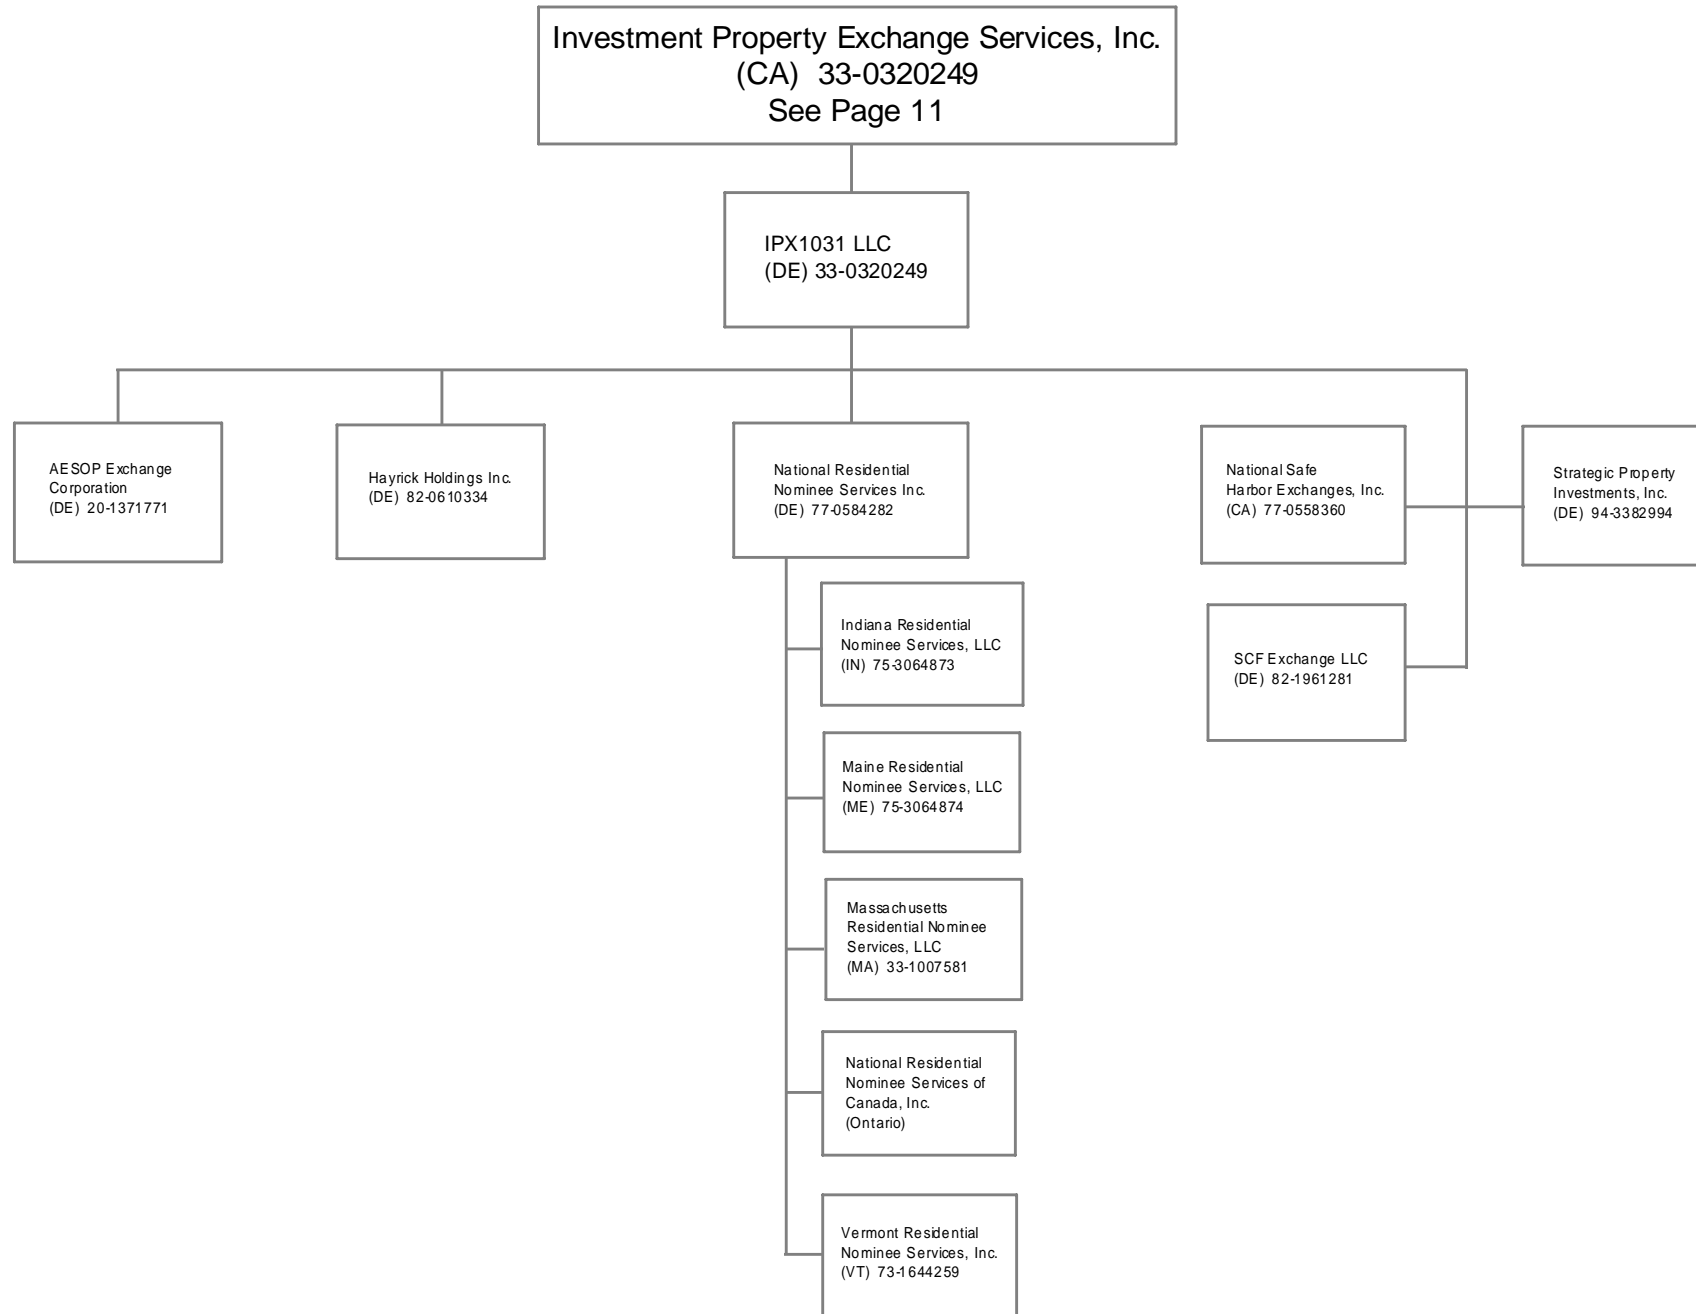 Investment Property Exchange Services, Inc.
(CA) 33-0320249
See Page 11
IPX1031 LLC
(DE) 33-0320249
AESOP Exchange
Corporation
(DE) 20-1371771
Hayrick Holdings Inc.
(DE) 82-0610334
National Residential
Nominee Services Inc.
(DE) 77-0584282
National Safe
Harbor Exchanges, Inc.
(CA) 77-0558360
Strategic Property
Investments, Inc.
(DE) 94-3382994
Indiana Residential
Nominee Services, LLC
(IN) 75-3064873
SCF Exchange LLC
(DE) 82-1961281
Maine Residential
Nominee Services, LLC
(ME) 75-3064874
Massachusetts
Residential Nominee
Services, LLC
(MA) 33-1007581
National Residential
Nominee Services of
Canada, Inc.
(Ontario)
Vermont Residential
Nominee Services, Inc.
(VT) 73-1644259